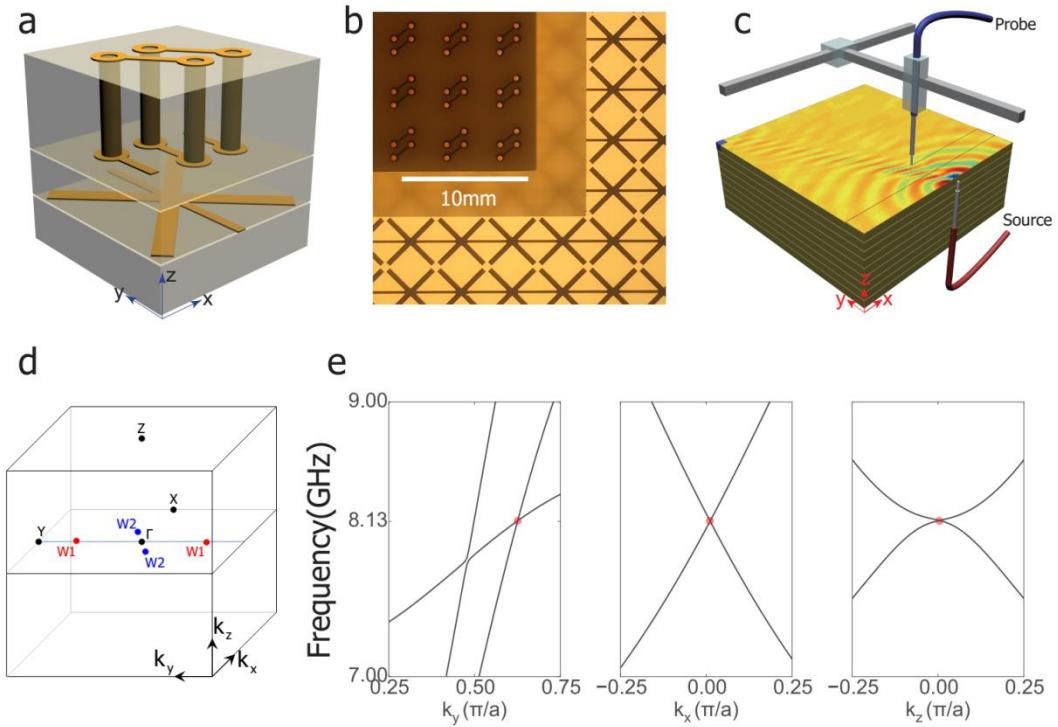 a
z
y
x
b
10mm
c
Probe
Source
z
y
x
d
Z
X
Y
W2
Γ
W1
W2
W1
kz
ky
kx
e
Frequency(GHz)
9.00
8.13
7.00
0.25 0.50 0.75
ky (π/a)
−0.25 0.00 0.25
kx (π/a)
−0.25 0.00 0.25
kz (π/a)